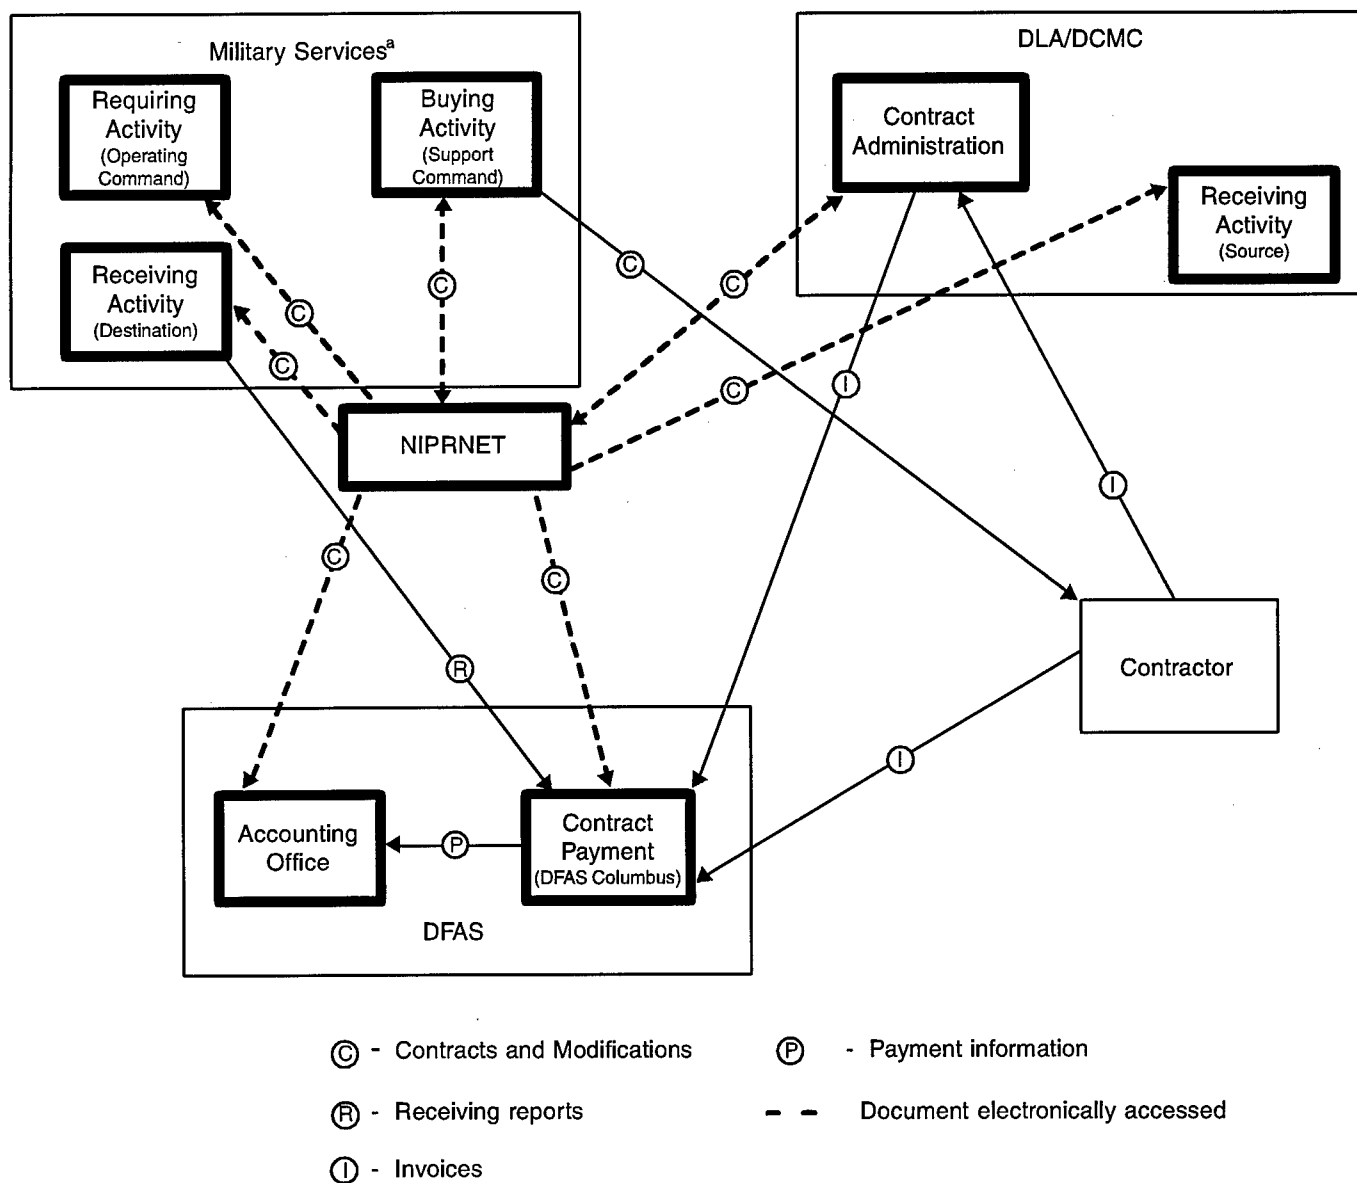 Military Servicesa
Requiring
Activity
(Operating
Command)
Buying
Activity
(Support
Command)
Receiving
Activity
(Destination)
DLA/DCMC
Contract
Administration
Receiving
Activity
(Source)
C
C
C
C
C
C
I
NIPRNET
I
C
C
R
Contractor
I
Accounting
Office
P
Contract
Payment
(DFAS Columbus)
DFAS
C - Contracts and Modifications
P - Payment information
R - Receiving reports
Document electronically accessed
I - Invoices